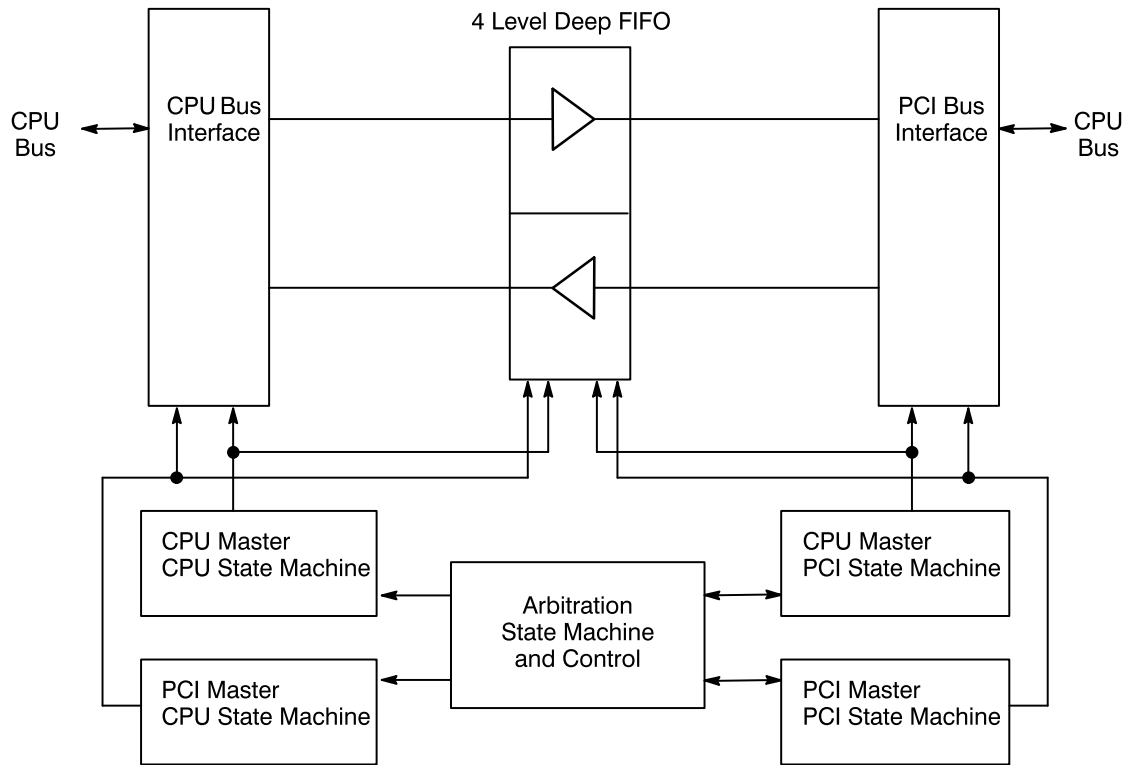 4 Level Deep FIFO
CPU
Bus
CPU Bus
Interface
PCI Bus
Interface
CPU
Bus
CPU Master
CPU State Machine
CPU Master
PCI State Machine
Arbitration
State Machine
and Control
PCI Master
CPU State Machine
PCI Master
PCI State Machine